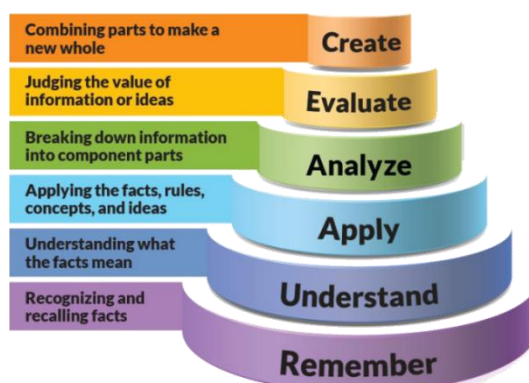 Combining parts to make a
new whole
Create
Judging the value of
information or ideas
Evaluate
Breaking down information
into component parts
Analyze
Applying the facts, rules,
concepts, and ideas
Apply
Understanding what
the facts mean
Understand
Recognizing and
recalling facts
Remember